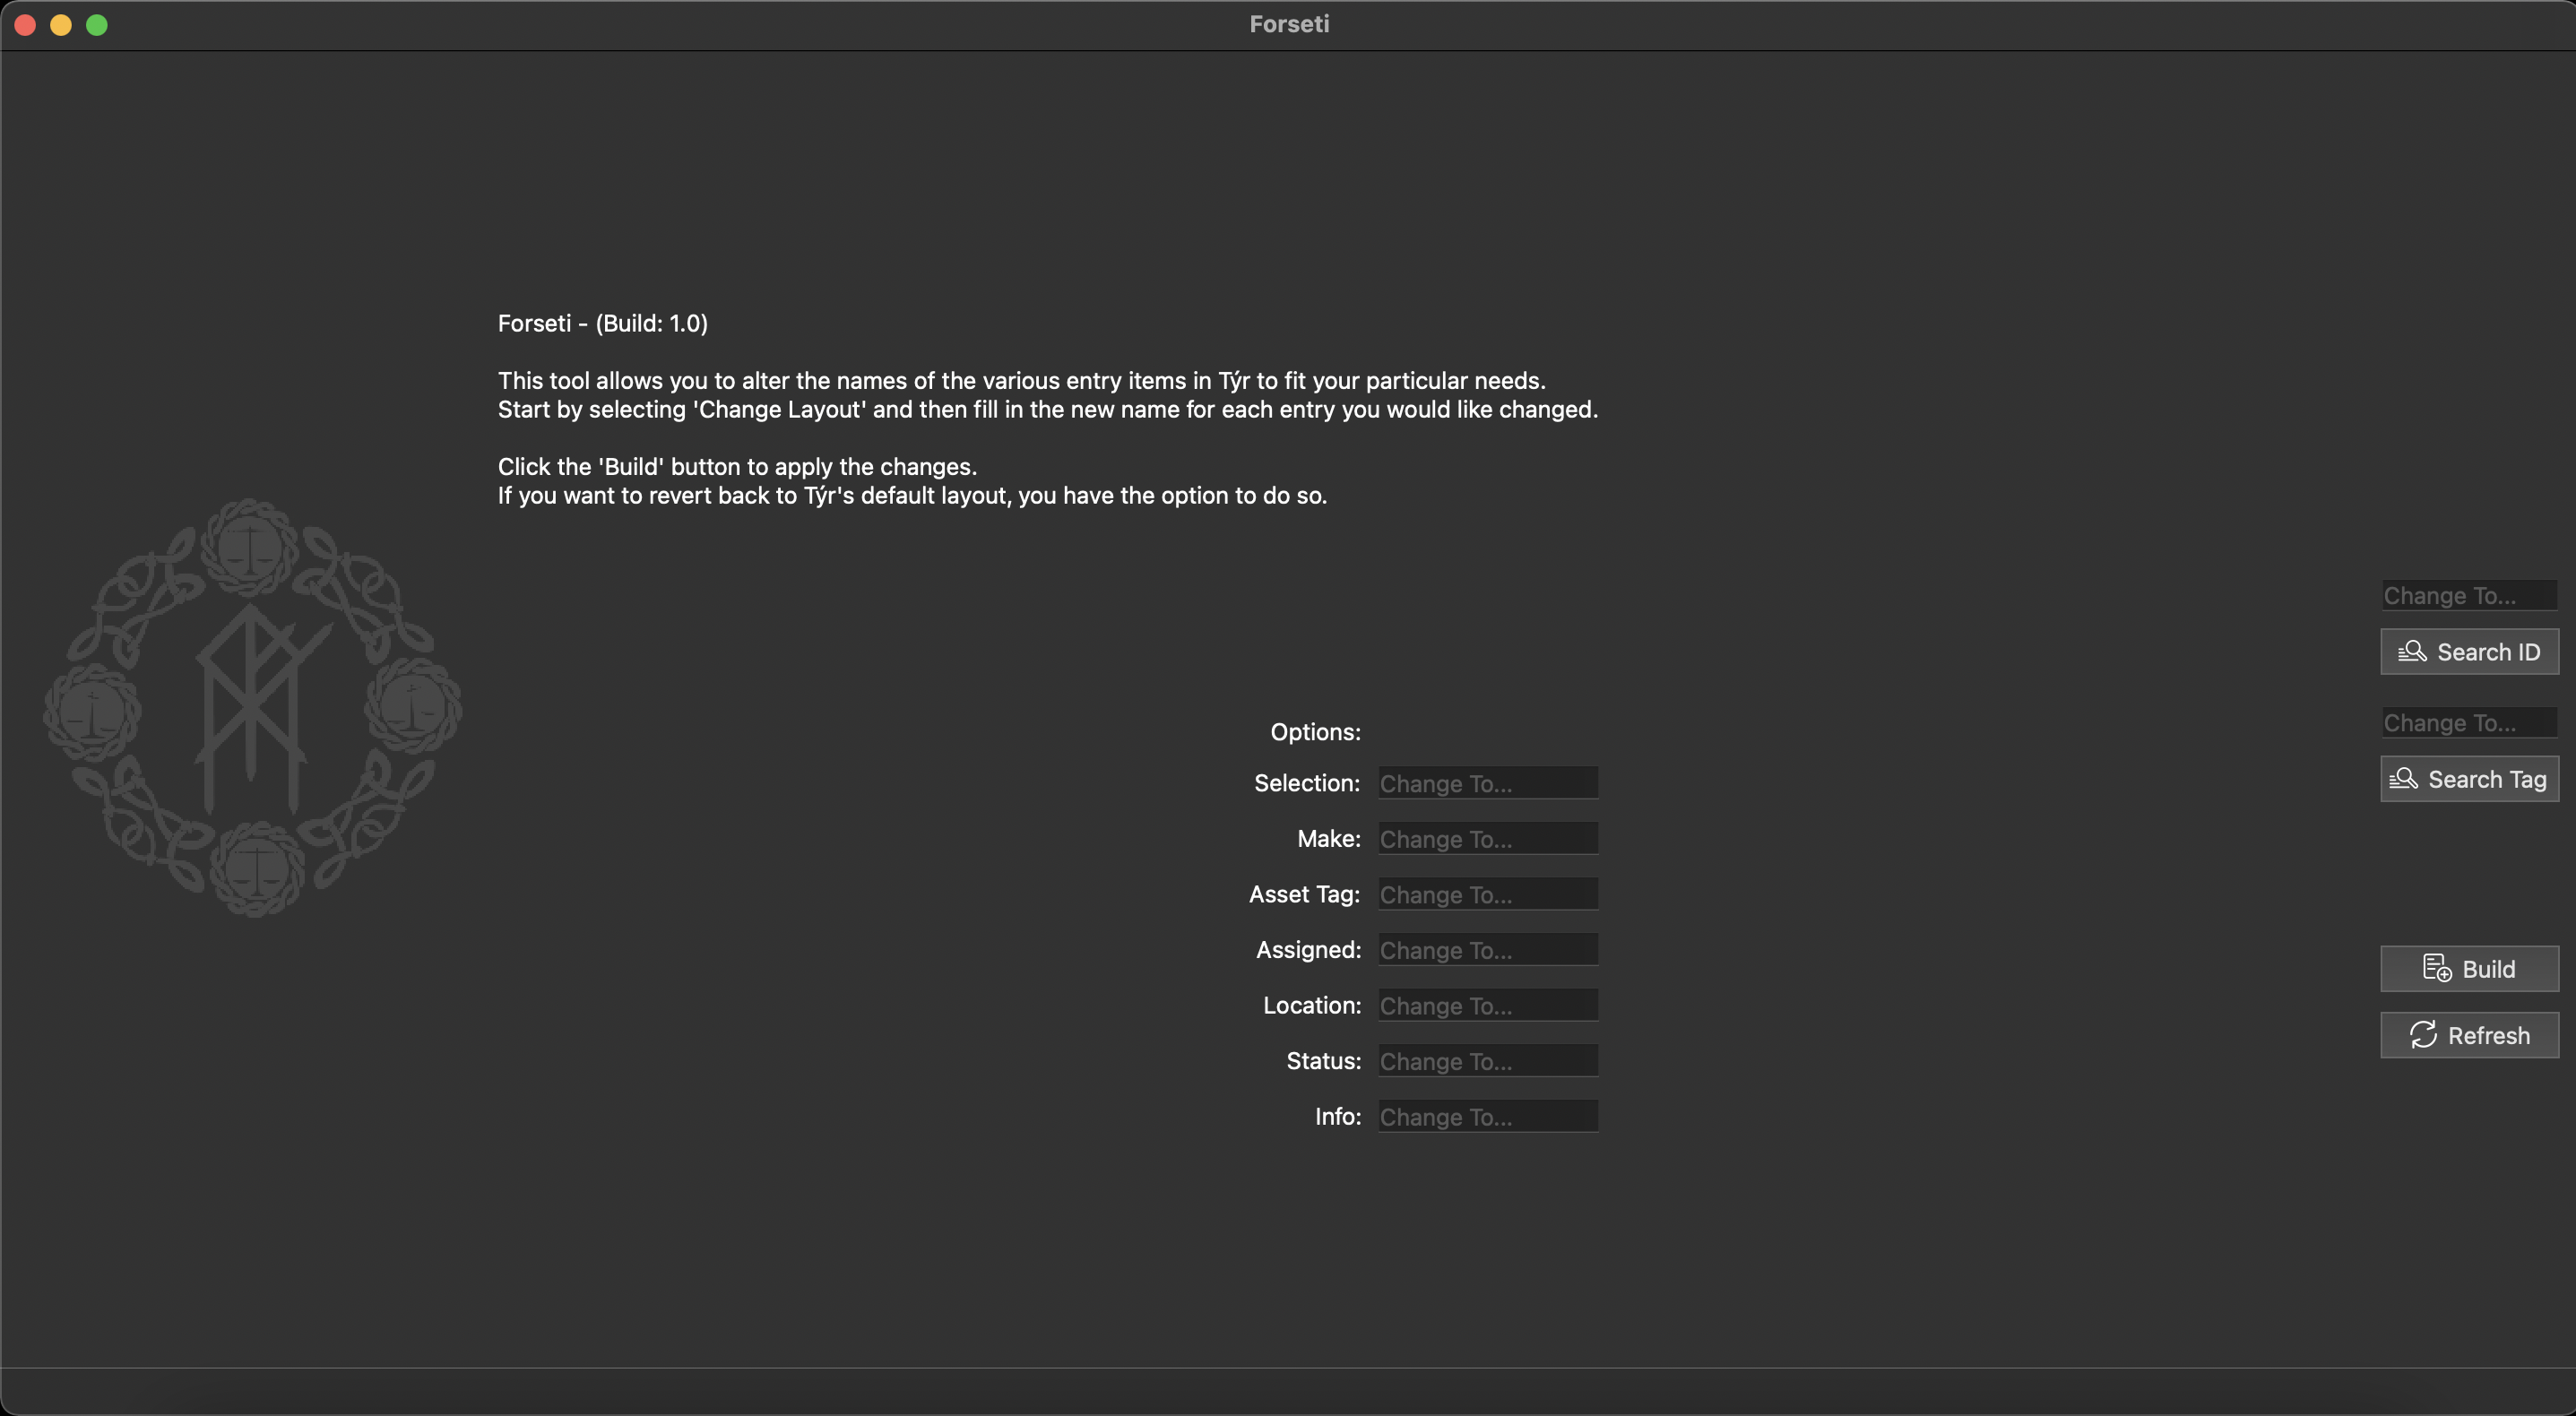 Forseti
Forseti - (Build: 1.0)
This tool allows you to alter the names of the various entry items in Týr to fit your particular needs.
Start by selecting 'Change Layout' and then fill in the new name for each entry you would like changed.
Click the 'Build' button to apply the changes.
If you want to revert back to Týr's default layout, you have the option to do so.
Change To...
Search ID
Change To...
Search Tag
Options:
Selection: Change To...
Make: Change To...
Asset Tag: Change To...
Assigned: Change To...
Location: Change To...
Status: Change To...
Info: Change To...
Build
Refresh